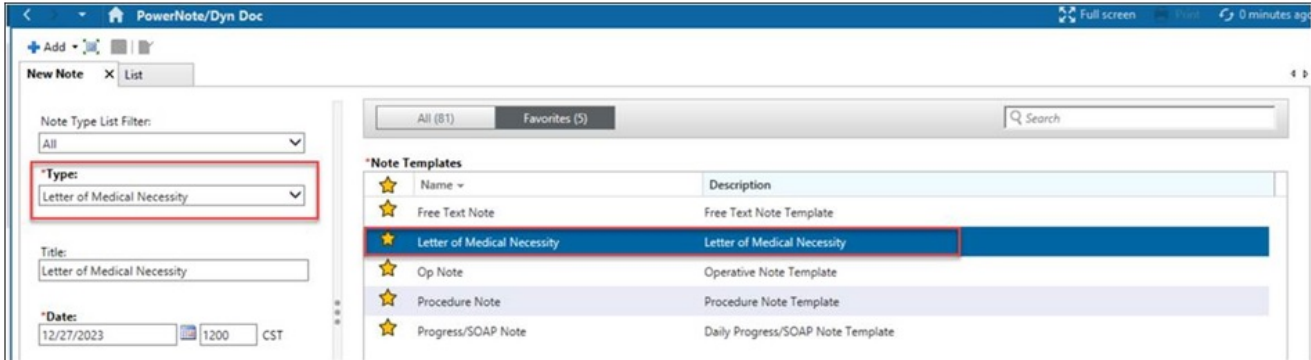 PowerNote/Dyn Doc Full screen Print 0 minutes ago
Add
New Note X List
Note Type List Filter:
All
*Type:
Letter of Medical Necessity
Title:
Letter of Medical Necessity
*Date:
12/27/2023 1200 CST
All (81) Favorites (5) Search
*Note Templates
Name Description
Free Text Note Free Text Note Template
Letter of Medical Necessity Letter of Medical Necessity
Op Note Operative Note Template
Procedure Note Procedure Note Template
Progress/SOAP Note Daily Progress/SOAP Note Template